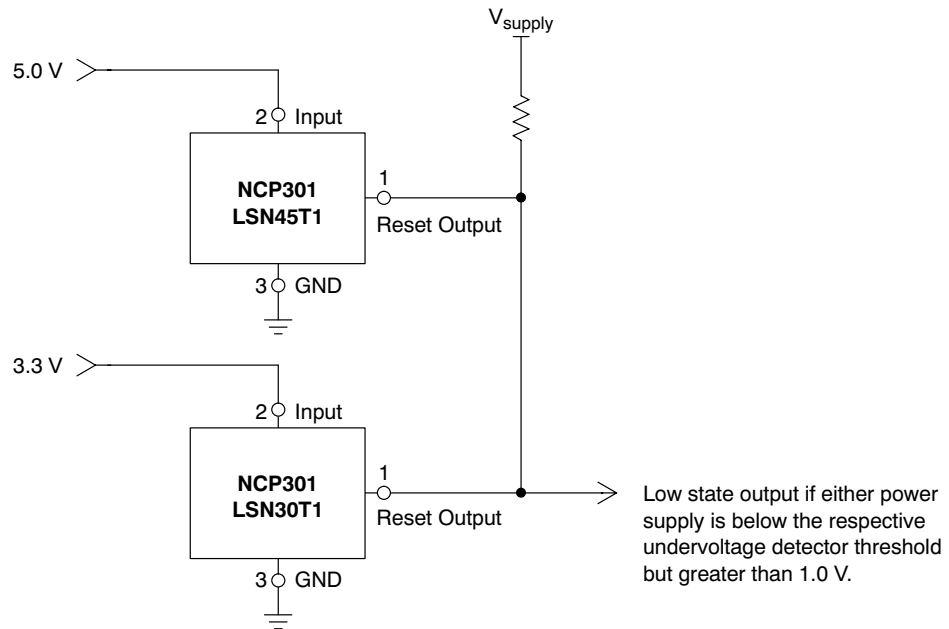 Vsupply
5.0 V
2 Input
NCP301
LSN45T1
1
Reset Output
3 GND
3.3 V
2 Input
NCP301
LSN30T1
1
Reset Output
3 GND
Low state output if either power
supply is below the respective
undervoltage detector threshold
but greater than 1.0 V.